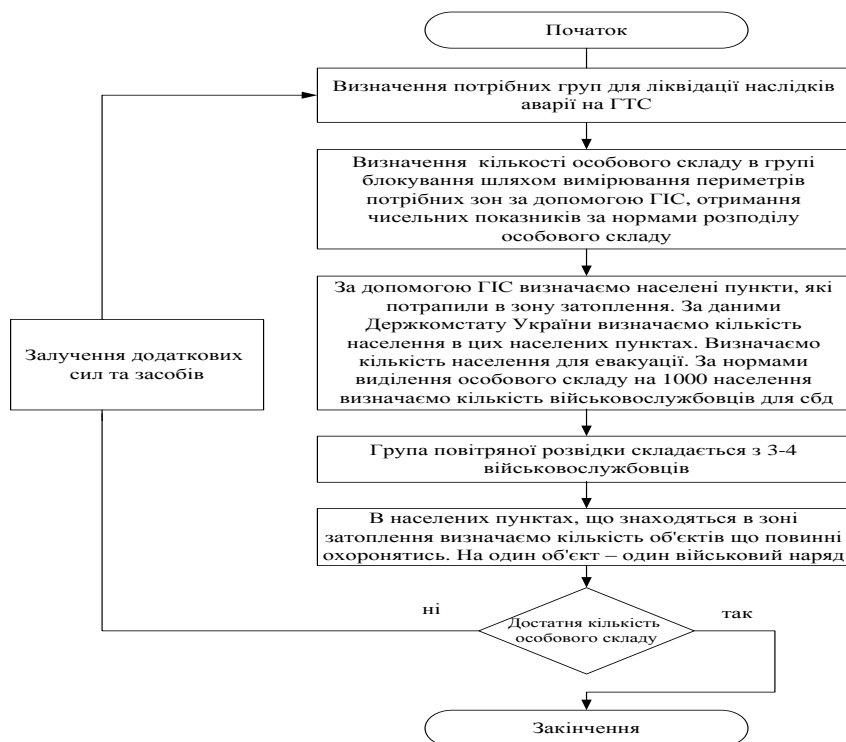 Початок
Визначення потрібних груп для ліквідації наслідків
аварії на ГТС
Визначення кількості особового складу в групі
блокування шляхом вимірювання периметрів
потрібних зон за допомогою ГІС, отримання
чисельних показників за нормами розподілу
особового складу
За допомогою ГІС визначаємо населені пункти, які
потрапили в зону затоплення. За даними
Держкомстату України визначаємо кількість
населення в цих населених пунктах. Визначаємо
кількість населення для евакуації. За нормами
виділення особового складу на 1000 населення
визначаємо кількість військовослужбовців для сбд
Залучення додаткових
сил та засобів
Група повітряної розвідки складається з 3-4
військовослужбовців
В населених пунктах, що знаходяться в зоні
затоплення визначаємо кількість об'єктів що повинні
охоронятись. На один об'єкт – один військовий наряд
ні
так
Достатня кількість
особового складу
Закінчення